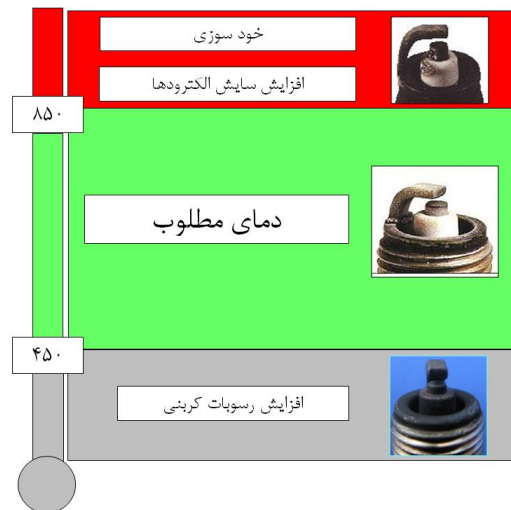 خود سوزی
افزایش سایش الکترودها
۸۵۰
دمای مطلوب
۴۵۰
افزایش رسوبات کربنی